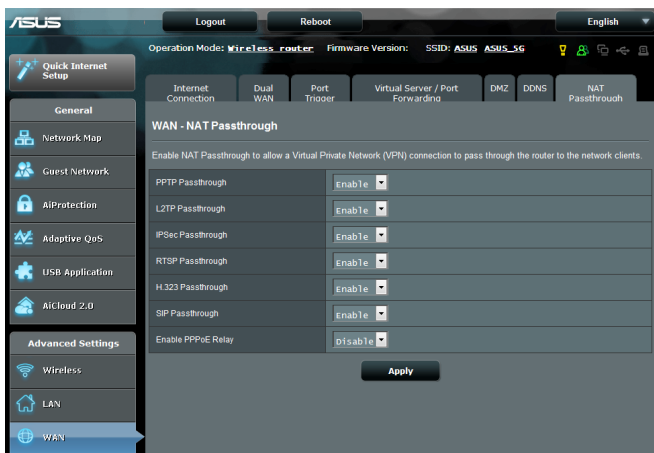 ASUS
Logout
Reboot
English
Operation Mode: Wireless router Firmware Version: SSID: ASUS ASUS_5G
Quick Internet
Setup
Internet
Connection
Dual
WAN
Port
Trigger
Virtual Server / Port
Forwarding
DMZ
DDNS
NAT
Passthrough
General
Network Map
Guest Network
AiProtection
Adaptive QoS
USB Application
AiCloud 2.0
Advanced Settings
Wireless
LAN
WAN
WAN - NAT Passthrough
Enable NAT Passthrough to allow a Virtual Private Network (VPN) connection to pass through the router to the network clients.
PPTP Passthrough Enable
L2TP Passthrough Enable
IPSec Passthrough Enable
RTSP Passthrough Enable
H.323 Passthrough Enable
SIP Passthrough Enable
Enable PPPoE Relay Disable
Apply